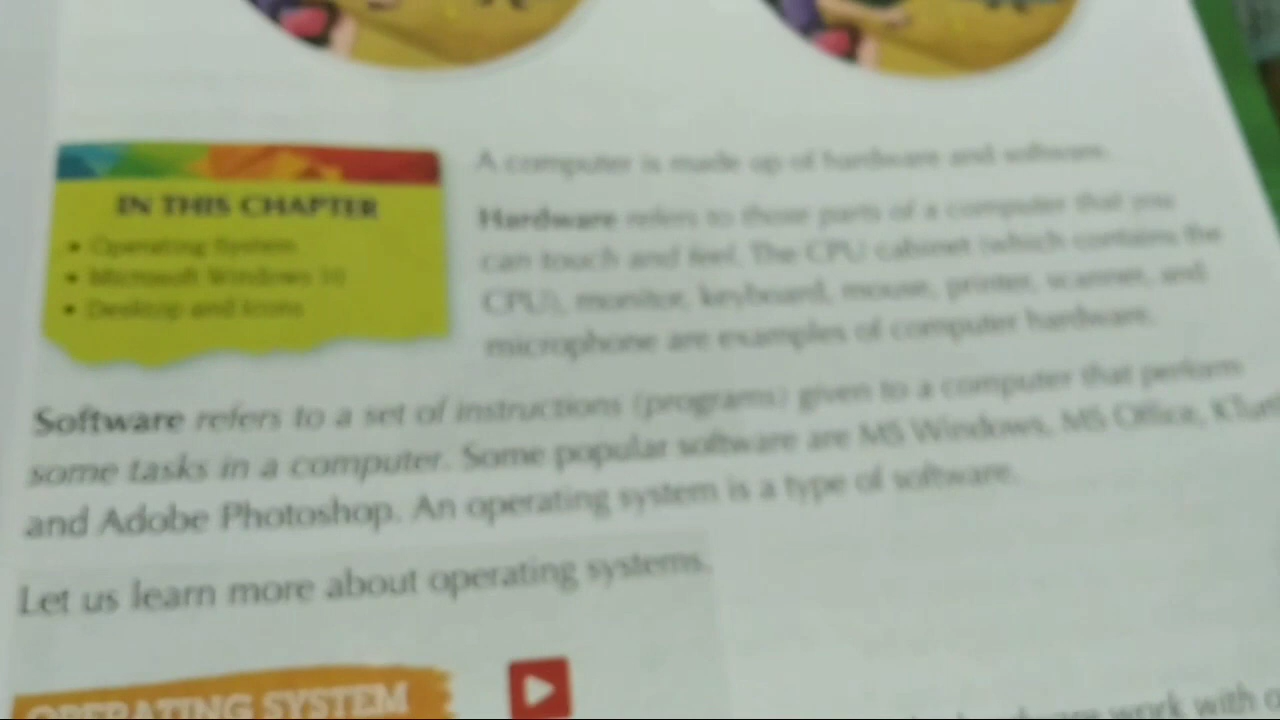 IN THIS CHAPTER
• Operating System
• Microsoft Windows 10
• Desktop and Icons
A computer is made up of hardware and software.
Hardware refers to those parts of a computer that you
can touch and feel. The CPU cabinet (which contains the
CPU), monitor, keyboard, mouse, printer, scanner, and
microphone are examples of computer hardware.
Software refers to a set of instructions (programs) given to a computer that perform
some tasks in a computer. Some popular software are MS Windows, MS Office,
and Adobe Photoshop. An operating system is a type of software.
Let us learn more about operating systems.
OPERATING SYSTEM
work with